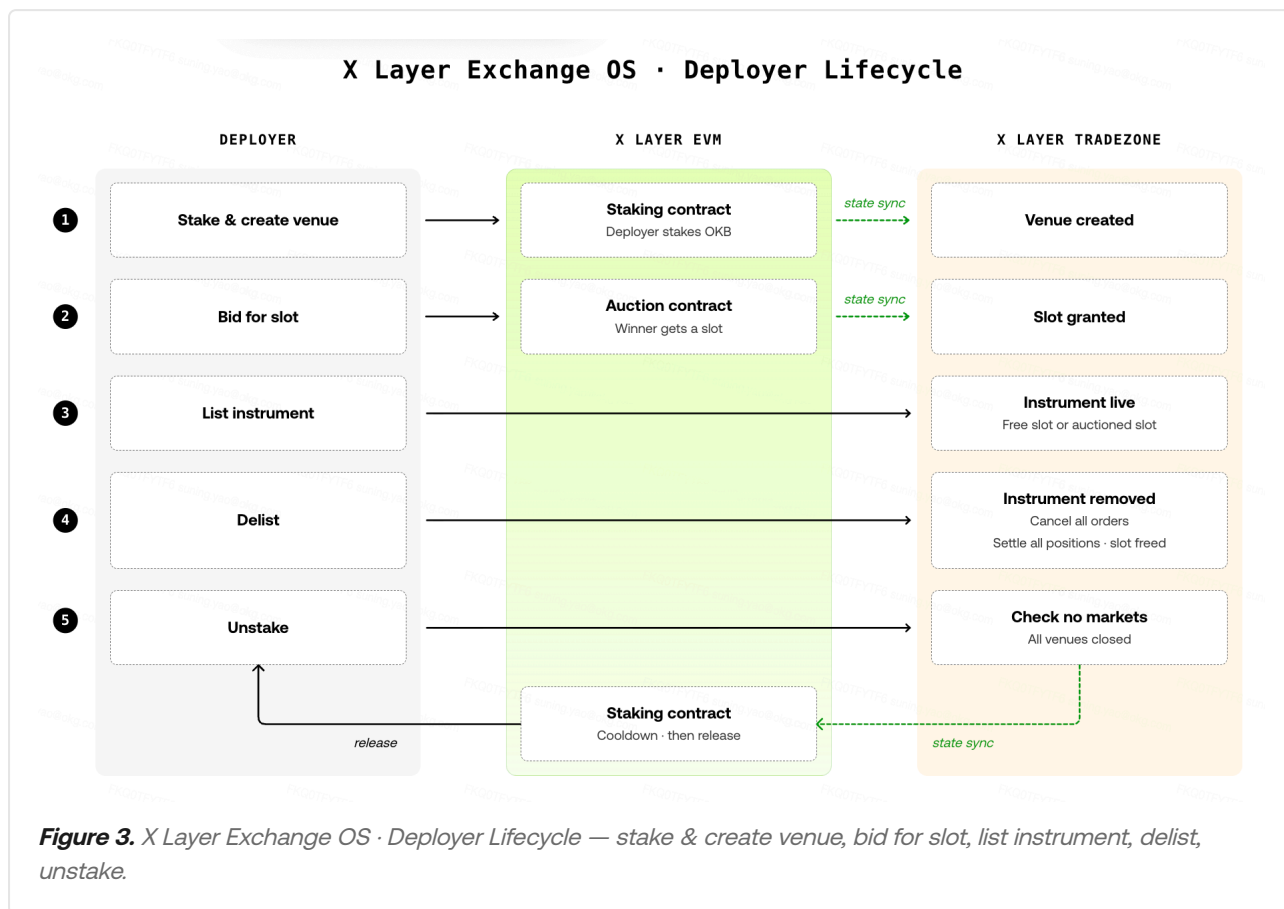 X Layer Exchange OS · Deployer Lifecycle
DEPLOYER
X LAYER EVM
X LAYER TRADEZONE
1
Stake & create venue
Staking contract
Deployer stakes OKB
state sync
Venue created
2
Bid for slot
Auction contract
Winner gets a slot
state sync
Slot granted
3
List instrument
Instrument live
Free slot or auctioned slot
4
Delist
Instrument removed
Cancel all orders
Settle all positions · slot freed
5
Unstake
Check no markets
All venues closed
Staking contract
Cooldown · then release
release
state sync
Figure 3. X Layer Exchange OS · Deployer Lifecycle — stake & create venue, bid for slot, list instrument, delist,
unstake.